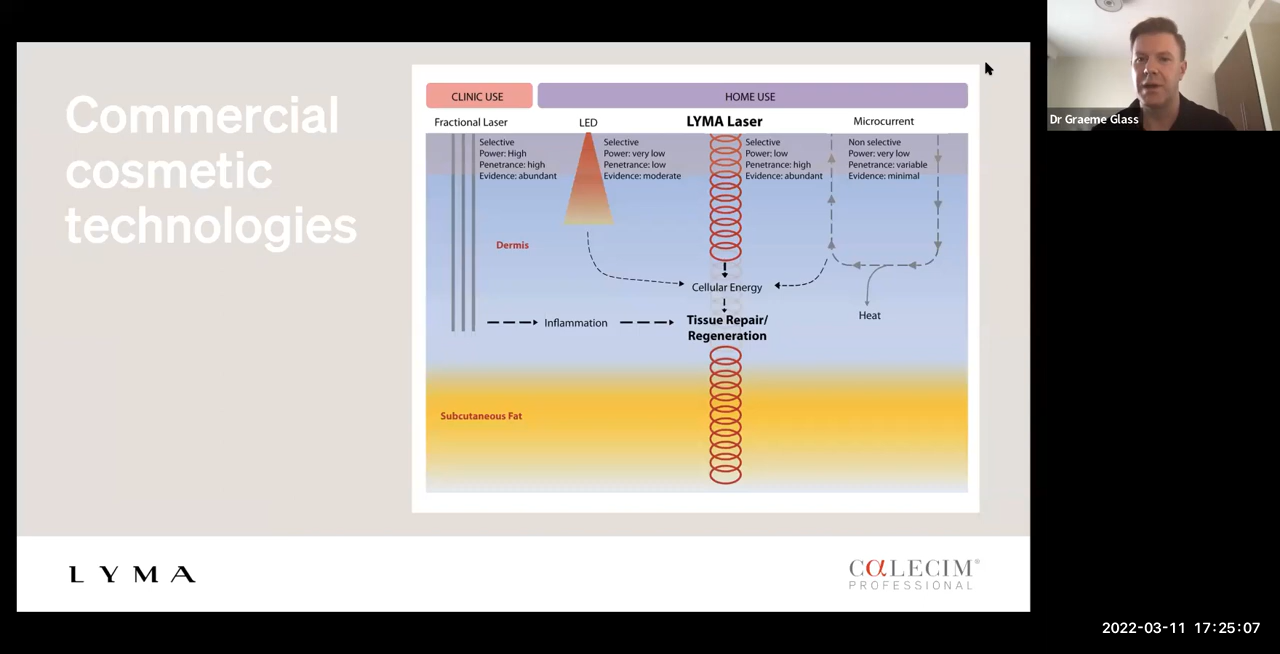 Commercial
cosmetic
technologies
CLINIC USE
HOME USE
Fractional Laser
LED
LYMA Laser
Microcurrent
Selective
Power: High
Penetrance: high
Evidence: abundant
Selective
Power: very low
Penetrance: low
Evidence: moderate
Selective
Power: low
Penetrance: high
Evidence: abundant
Non selective
Power: very low
Penetrance: variable
Evidence: minimal
Dermis
Cellular Energy
Heat
Inflammation
Tissue Repair/
Regeneration
Subcutaneous Fat
LYMA
CαLECIM®
PROFESSIONAL
Dr Graeme Glass
2022-03-11 17:25:07